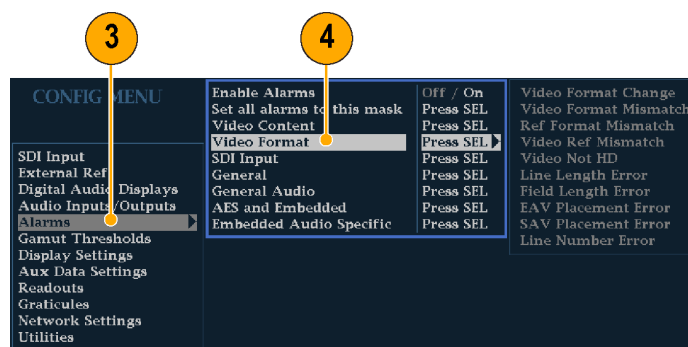 3
4
CONFIG MENU
SDI Input
External Ref
Digital Audio Displays
Audio Inputs/Outputs
Alarms
Gamut Thresholds
Display Settings
Aux Data Settings
Readouts
Graticules
Network Settings
Utilities
Enable Alarms Off / On
Set all alarms to this mask Press SEL
Video Content Press SEL
Video Format Press SEL
SDI Input Press SEL
General Press SEL
General Audio Press SEL
AES and Embedded Press SEL
Embedded Audio Specific Press SEL
Video Format Change
Video Format Mismatch
Ref Format Mismatch
Video Ref Mismatch
Video Not HD
Line Length Error
Field Length Error
EAV Placement Error
SAV Placement Error
Line Number Error